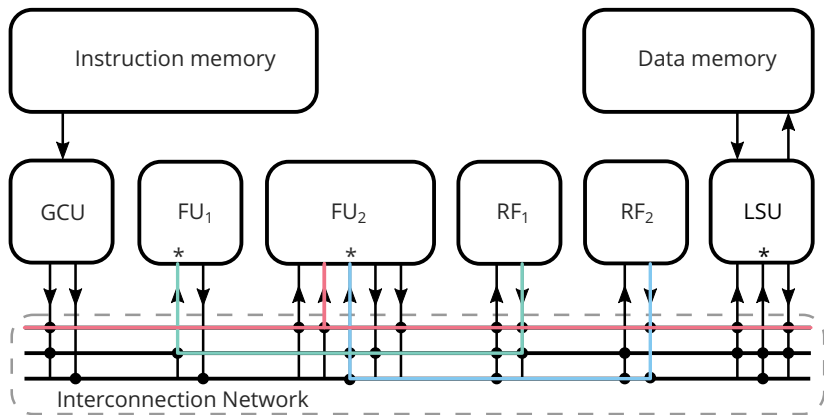 Instruction memory
Data memory
GCU
FU₁
FU₂
RF₁
RF₂
LSU
*
*
*
Interconnection Network